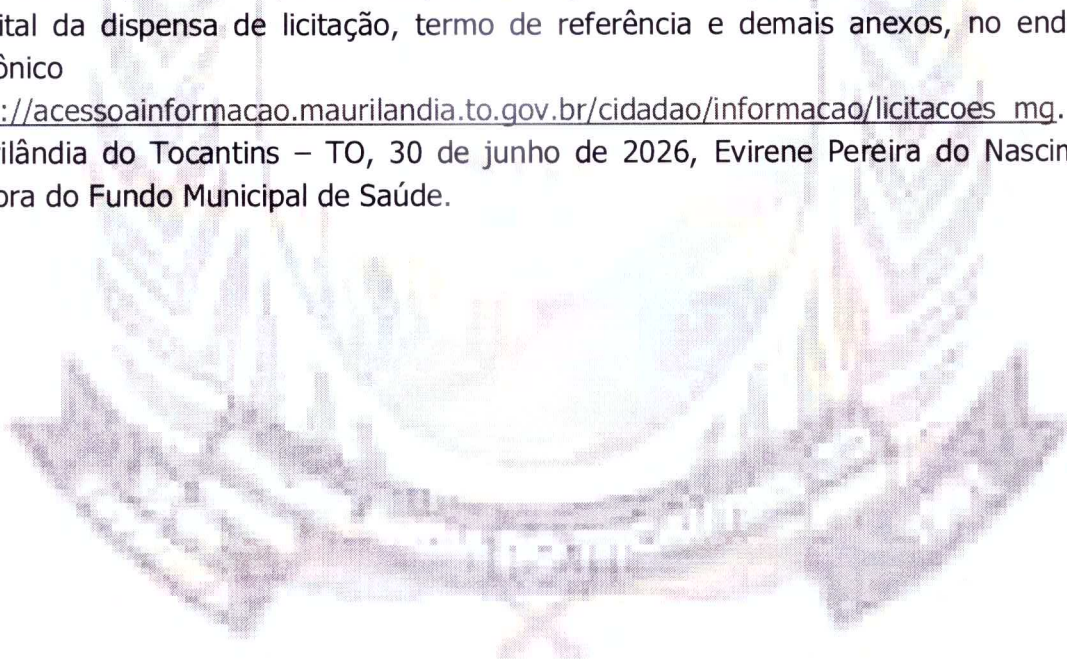 ital da dispensa de licitação, termo de referência e demais anexos, no end
ônico
://acessoainformacao.maurilandia.to.gov.br/cidadao/informacao/licitacoes_mg.
ilândia do Tocantins – TO, 30 de junho de 2026, Evirene Pereira do Nascin
ora do Fundo Municipal de Saúde.